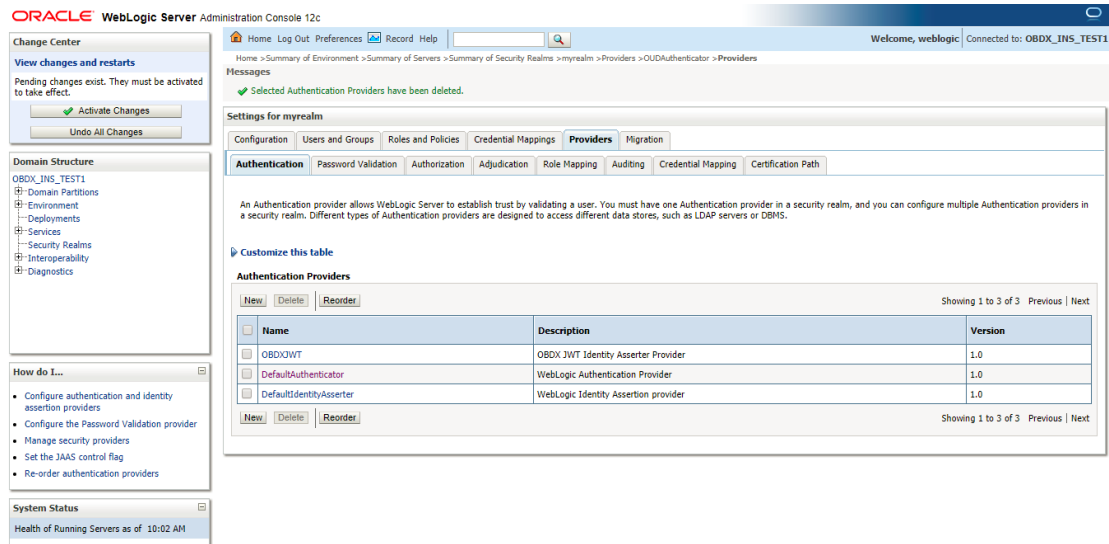 ORACLE WebLogic Server Administration Console 12c
Change Center
View changes and restarts
Pending changes exist. They must be activated
to take effect.
Activate Changes
Undo All Changes
Domain Structure
OBDX_INS_TEST1
Domain Partitions
Environment
Deployments
Services
Security Realms
Interoperability
Diagnostics
How do I...
Configure authentication and identity
assertion providers
Configure the Password Validation provider
Manage security providers
Set the JAAS control flag
Re-order authentication providers
System Status
Health of Running Servers as of 10:02 AM
Home Log Out Preferences Record Help
Welcome, weblogic Connected to: OBDX_INS_TEST1
Home >Summary of Environment >Summary of Servers >Summary of Security Realms >myrealm >Providers >OUDAuthenticator >Providers
Messages
Selected Authentication Providers have been deleted.
Settings for myrealm
Configuration Users and Groups Roles and Policies Credential Mappings Providers Migration
Authentication Password Validation Authorization Adjudication Role Mapping Auditing Credential Mapping Certification Path
An Authentication provider allows WebLogic Server to establish trust by validating a user. You must have one Authentication provider in a security realm, and you can configure multiple Authentication providers in
a security realm. Different types of Authentication providers are designed to access different data stores, such as LDAP servers or DBMS.
Customize this table
Authentication Providers
New Delete Reorder Showing 1 to 3 of 3 Previous | Next
Name Description Version
OBDXJWT OBDX JWT Identity Asserter Provider 1.0
DefaultAuthenticator WebLogic Authentication Provider 1.0
DefaultIdentityAsserter WebLogic Identity Assertion provider 1.0
New Delete Reorder Showing 1 to 3 of 3 Previous | Next